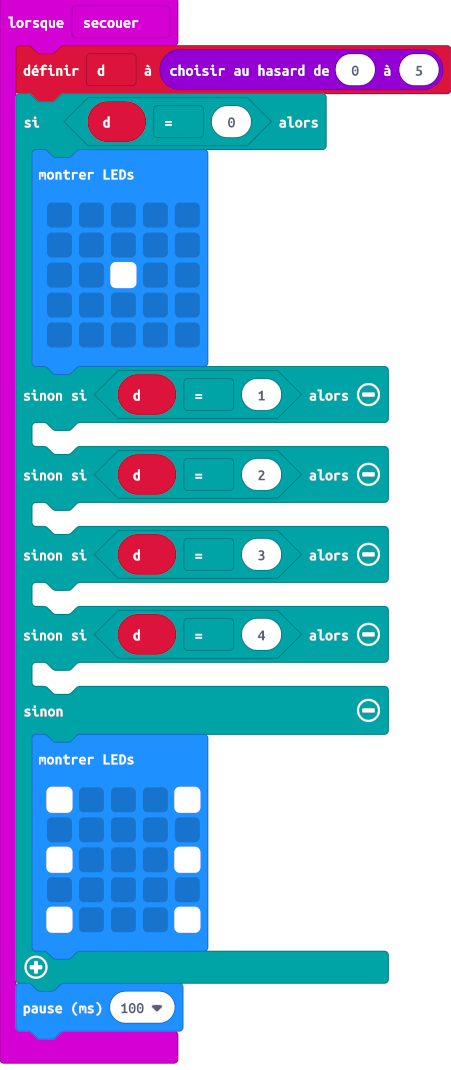 lorsque secouer
définir d à choisir au hasard de 0 à 5
si d = 0 alors
montrer LEDs
sinon si d = 1 alors
sinon si d = 2 alors
sinon si d = 3 alors
sinon si d = 4 alors
sinon
montrer LEDs
pause (ms) 100